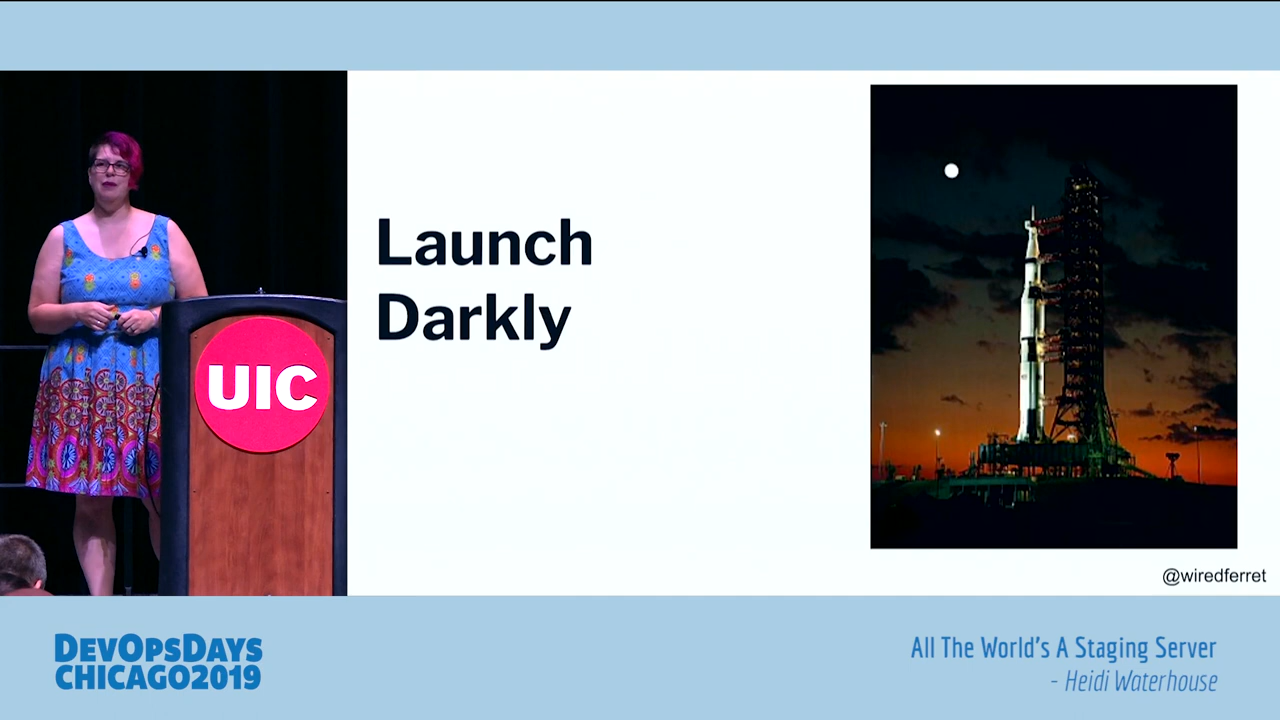 Launch
Darkly
UIC
@wiredferret
DEVOPSDAYS
CHICAGO2019
All The World's A Staging Server
- Heidi Waterhouse